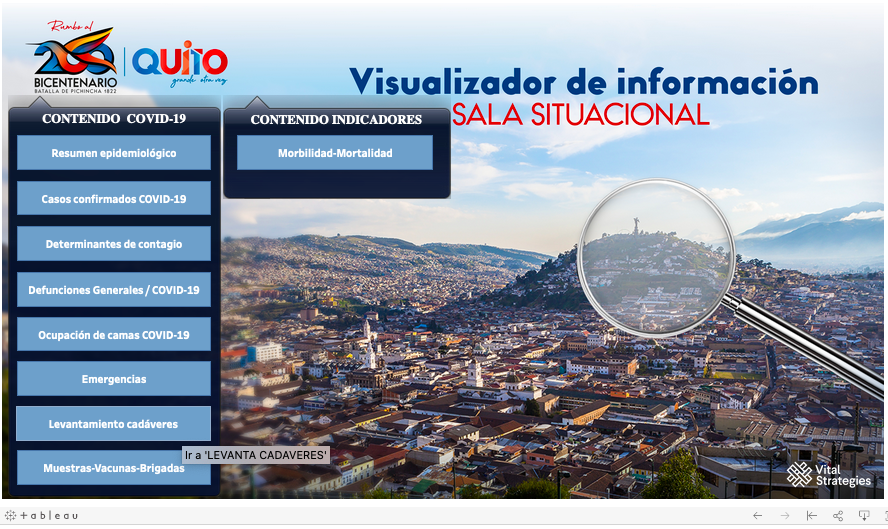 Rumbo al
200
BICENTENARIO
BATALLA DE PICHINCHA 1822
QUITO
grande otra vez
Visualizador de información
SALA SITUACIONAL
CONTENIDO COVID-19
Resumen epidemiológico
Casos confirmados COVID-19
Determinantes de contagio
Defunciones Generales / COVID-19
Ocupación de camas COVID-19
Emergencias
Levantamiento cadáveres
Ir a 'LEVANTA CADAVERES'
Muestras-Vacunas-Brigadas
CONTENIDO INDICADORES
Morbilidad-Mortalidad
Vital
Strategies
+ a b | e a u